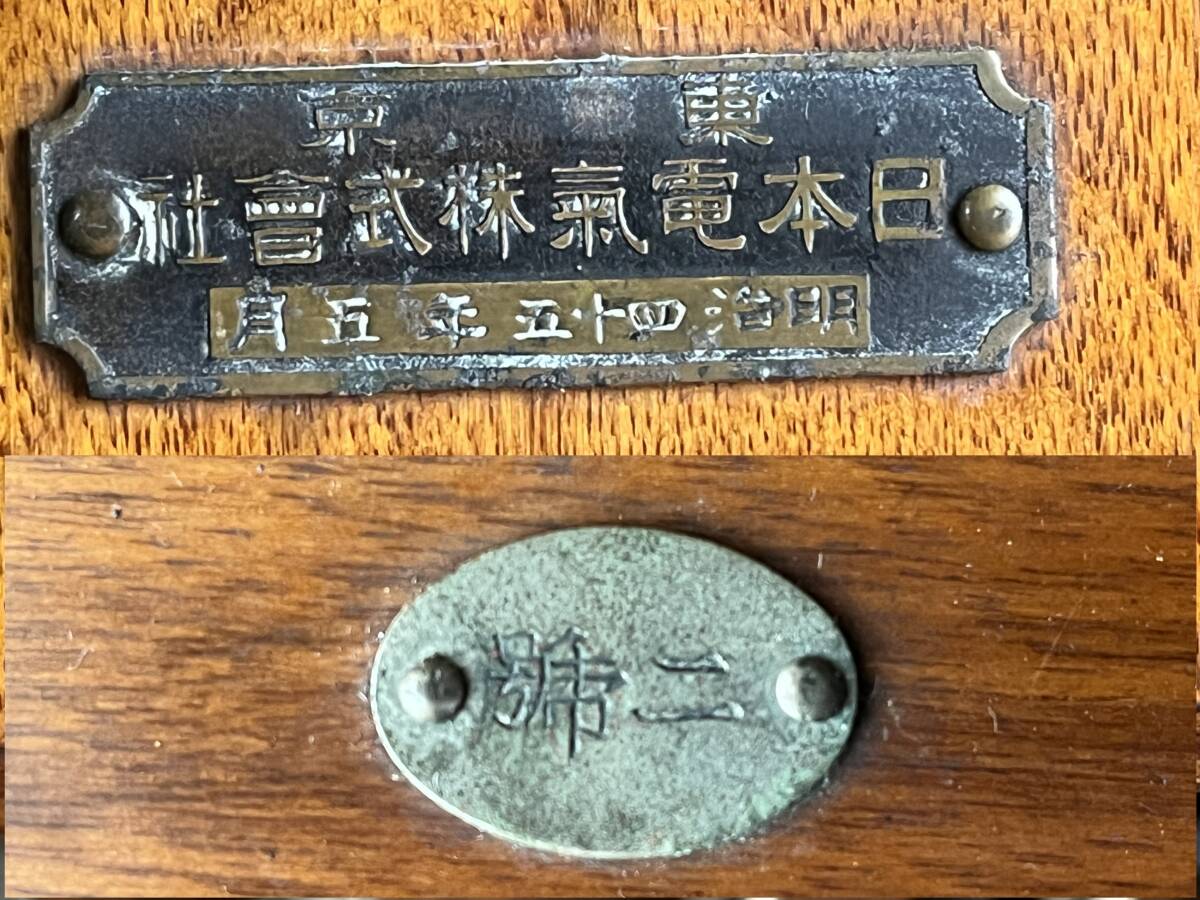 東京
日本電氣株式會社
明治四十五年五月
二號